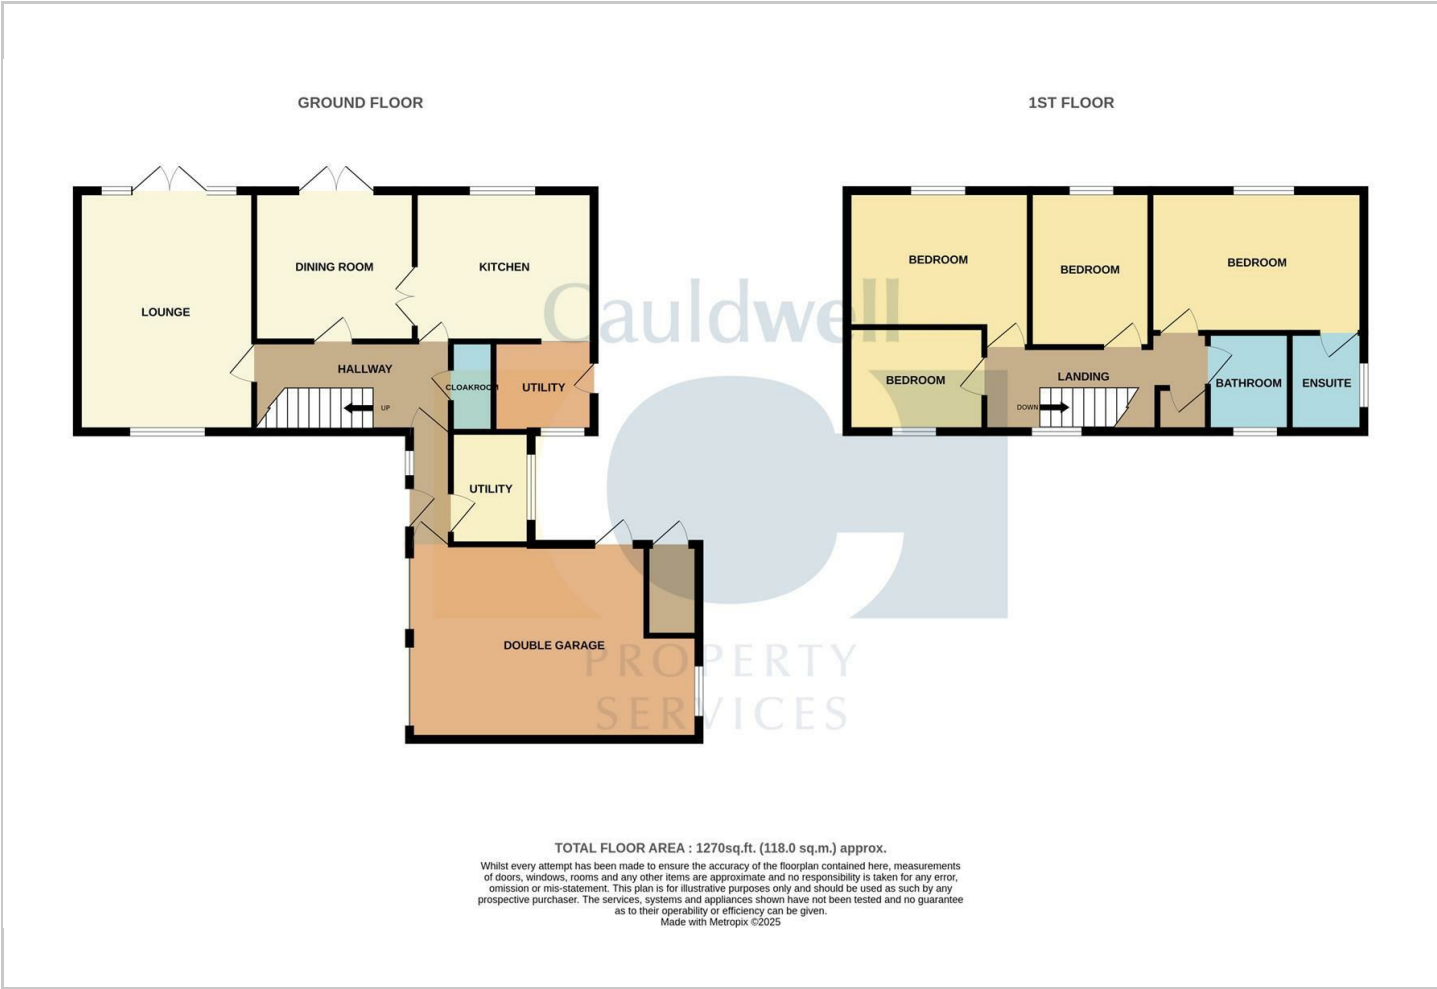 GROUND FLOOR
1ST FLOOR
LOUNGE
DINING ROOM
KITCHEN
HALLWAY
UP
CLOAKROOM
UTILITY
UTILITY
DOUBLE GARAGE
BEDROOM
BEDROOM
BEDROOM
BEDROOM
LANDING
DOWN
BATHROOM
ENSUITE
Cauldwell
PROPERTY
SERVICES
TOTAL FLOOR AREA : 1270sq.ft. (118.0 sq.m.) approx.
Whilst every attempt has been made to ensure the accuracy of the floorplan contained here, measurements
of doors, windows, rooms and any other items are approximate and no responsibility is taken for any error,
omission or mis-statement. This plan is for illustrative purposes only and should be used as such by any
prospective purchaser. The services, systems and appliances shown have not been tested and no guarantee
as to their operability or efficiency can be given.
Made with Metropix ©2025